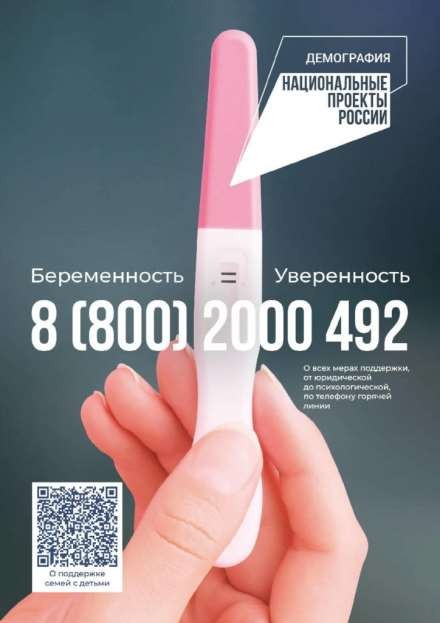 ДЕМОГРАФИЯ
НАЦИОНАЛЬНЫЕ
ПРОЕКТЫ
РОССИИ
Беременность = Уверенность
8 (800) 2000 492
О всех мерах поддержки,
от юридической
до психологической,
по телефону горячей
линии
О поддержке
семей с детьми